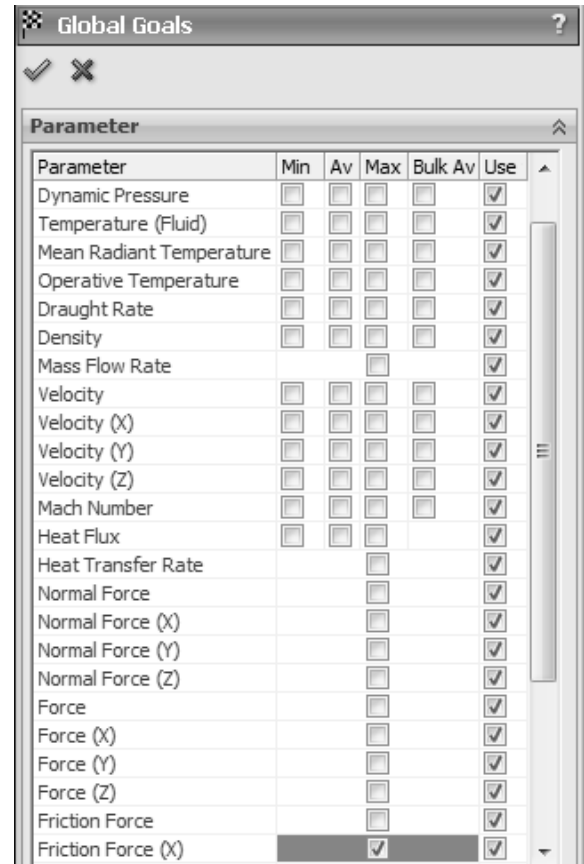 Global Goals ?
Parameter
Parameter Min Av Max Bulk Av Use
Dynamic Pressure
Temperature (Fluid)
Mean Radiant Temperature
Operative Temperature
Draught Rate
Density
Mass Flow Rate
Velocity
Velocity (X)
Velocity (Y)
Velocity (Z)
Mach Number
Heat Flux
Heat Transfer Rate
Normal Force
Normal Force (X)
Normal Force (Y)
Normal Force (Z)
Force
Force (X)
Force (Y)
Force (Z)
Friction Force
Friction Force (X)